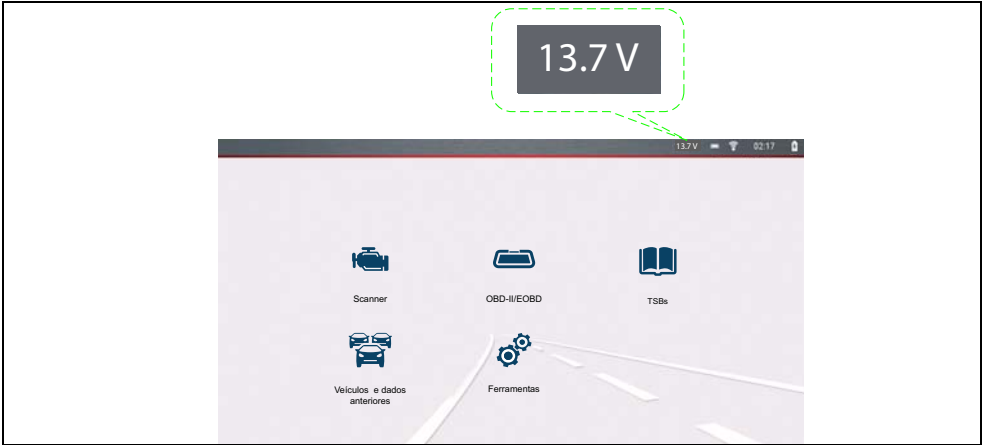 13.7 V
13.7 V 02:17
Scanner
OBD-II/EOBD
TSBs
Veículos e dados
anteriores
Ferramentas